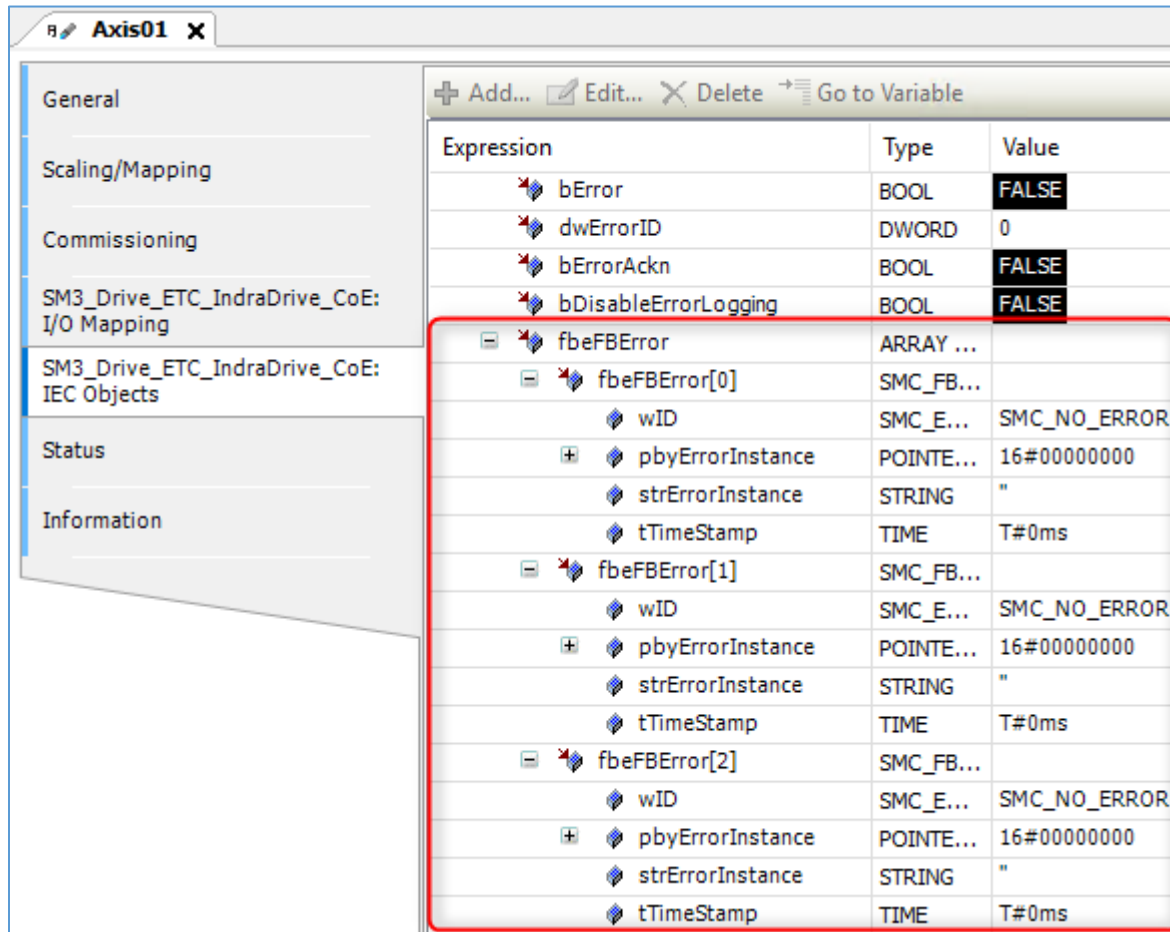 Axis01
General
Scaling/Mapping
Commissioning
SM3_Drive_ETC_IndraDrive_CoE:
I/O Mapping
SM3_Drive_ETC_IndraDrive_CoE:
IEC Objects
Status
Information
Add... Edit... Delete Go to Variable
Expression Type Value
bError BOOL FALSE
dwErrorID DWORD 0
bErrorAckn BOOL FALSE
bDisableErrorLogging BOOL FALSE
fbeFBError ARRAY ...
fbeFBError[0] SMC_FB...
wID SMC_E... SMC_NO_ERROR
pbyErrorInstance POINTE... 16#00000000
strErrorInstance STRING ''
tTimeStamp TIME T#0ms
fbeFBError[1] SMC_FB...
wID SMC_E... SMC_NO_ERROR
pbyErrorInstance POINTE... 16#00000000
strErrorInstance STRING ''
tTimeStamp TIME T#0ms
fbeFBError[2] SMC_FB...
wID SMC_E... SMC_NO_ERROR
pbyErrorInstance POINTE... 16#00000000
strErrorInstance STRING ''
tTimeStamp TIME T#0ms